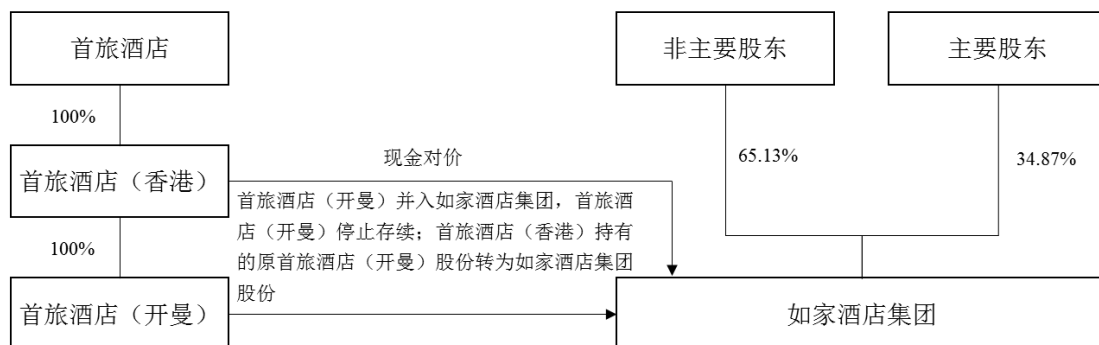 首旅酒店
非主要股东
主要股东
100%
65.13%
34.87%
首旅酒店（香港）
现金对价
首旅酒店（开曼）并入如家酒店集团，首旅酒
店（开曼）停止存续；首旅酒店（香港）持有
的原首旅酒店（开曼）股份转为如家酒店集团
股份
100%
首旅酒店（开曼）
如家酒店集团